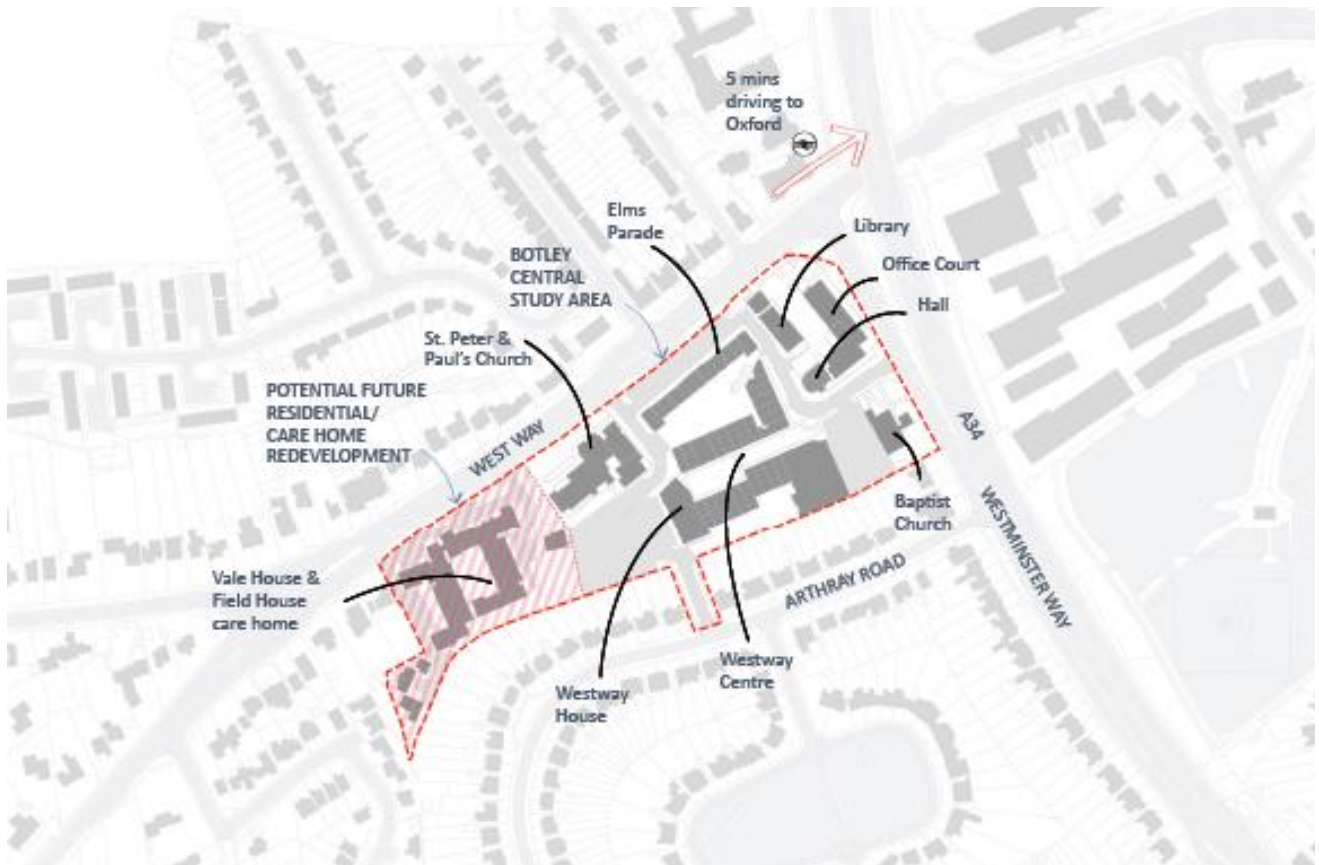 5 mins
driving to
Oxford
Elms
Parade
Library
Office Court
Hall
BOTLEY
CENTRAL
STUDY AREA
St. Peter &
Paul's Church
POTENTIAL FUTURE
RESIDENTIAL/
CARE HOME
REDEVELOPMENT
WEST WAY
A34
WESTMINSTER WAY
Baptist
Church
ARTHRAY ROAD
Vale House &
Field House
care home
Westway
Centre
Westway
House